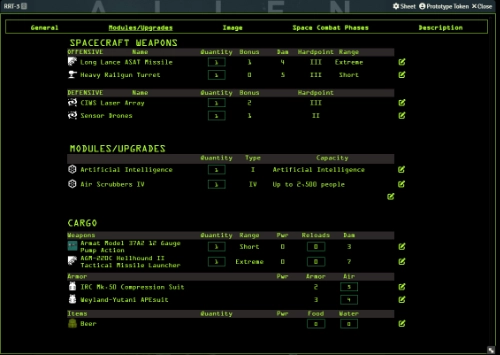 RRT-3 Sheet Prototype Token Close
ALIEN
General Modules/Upgrades Image Space Combat Phases Description
SPACECRAFT WEAPONS
OFFENSIVE Name Quantity Bonus Dam Hardpoint Range
Long Lance ASAT Missile 1 1 4 III Extreme
Heavy Railgun Turret 1 0 5 III Short
DEFENSIVE Name Quantity Bonus Hardpoint
CIWS Laser Array 1 2 III
Sensor Drones 1 1 II
MODULES/UPGRADES
Quantity Type Capacity
Artificial Intelligence 1 I Artificial Intelligence
Air Scrubbers IV 1 IV Up to 2,500 people
CARGO
Weapons Quantity Range Pwr Reloads Dam
Armat Model 37A2 12 Gauge
Pump Action 1 Short 0 0 3
AGM-220C Hellhound II
Tactical Missile Launcher 1 Extreme 0 0 7
Armor Pwr Armor Air
IRC Mk-50 Compression Suit 2 5
Weyland-Yutani APEsuit 3 4
Items Quantity Pwr Food Water
Beer 0 0